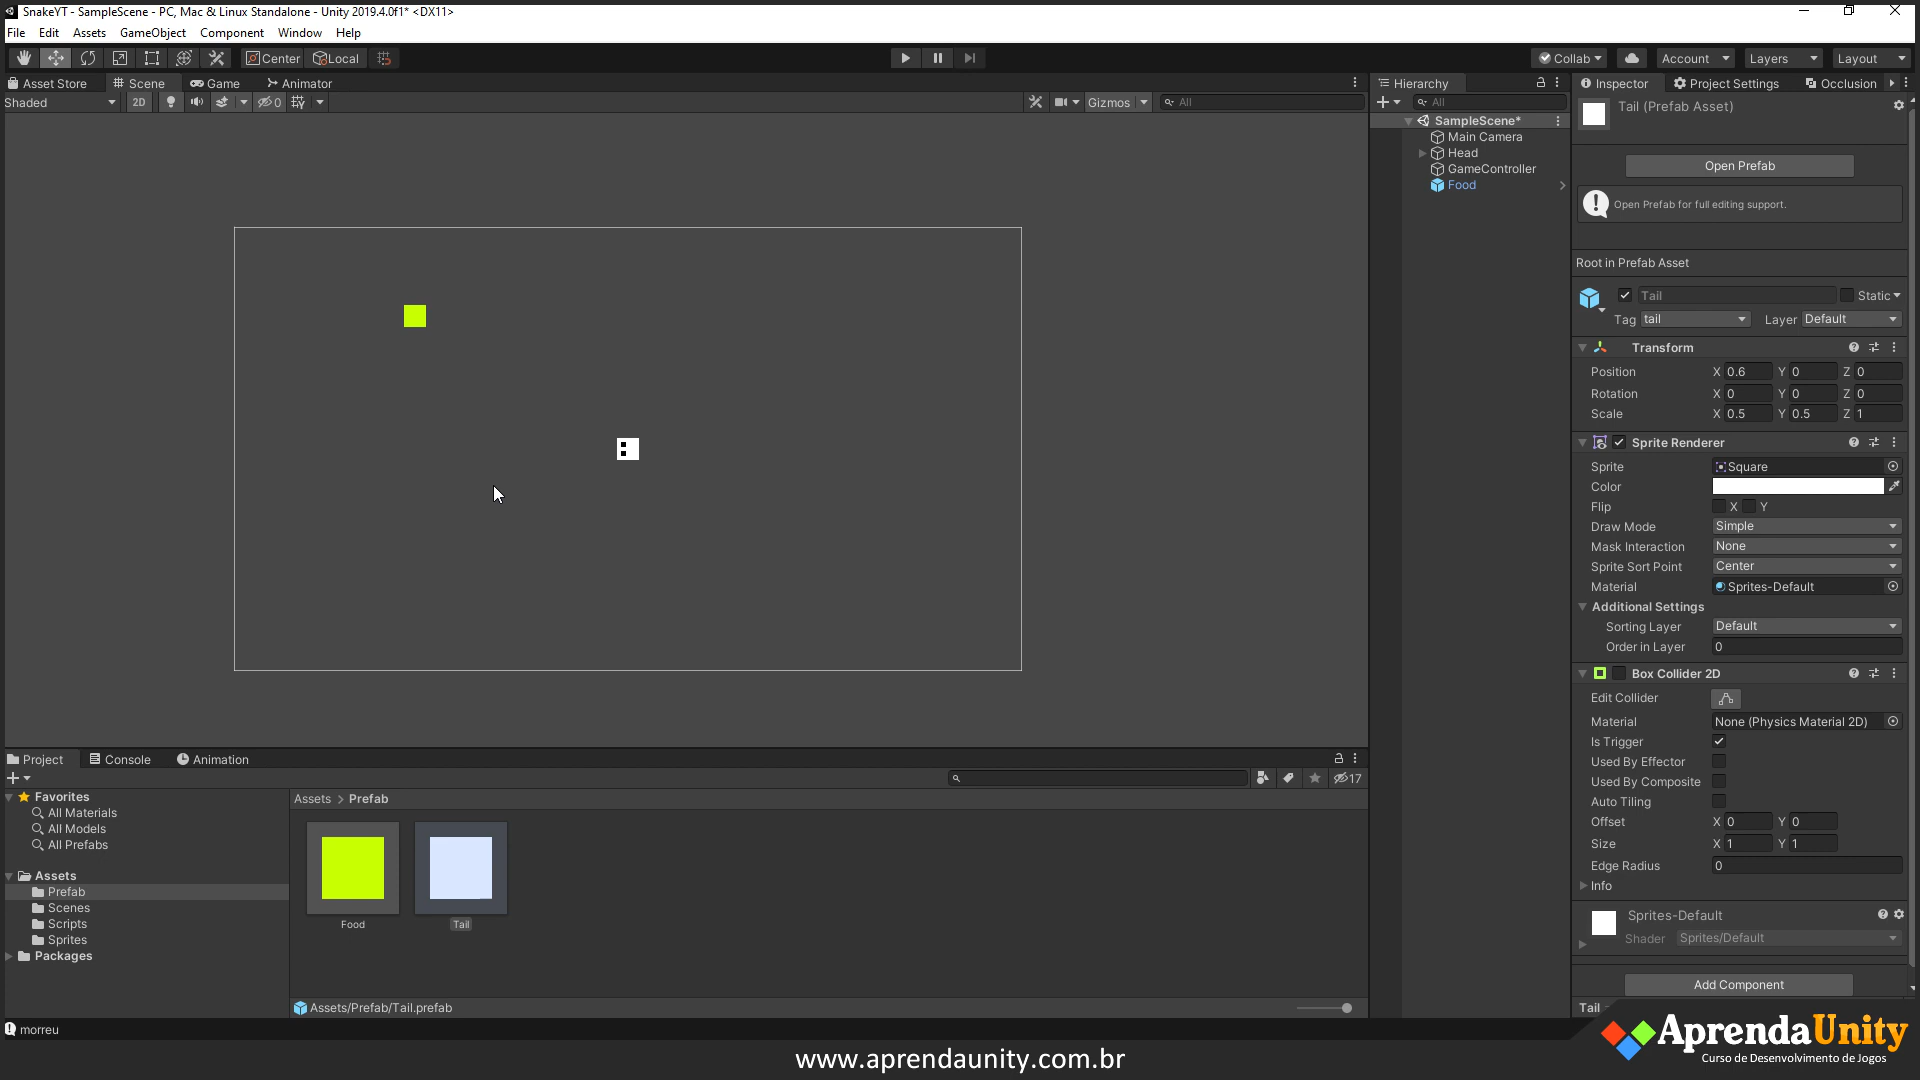 SnakeYT - SampleScene - PC, Mac & Linux Standalone - Unity 2019.4.0f1* <DX11>
File Edit Assets GameObject Component Window Help
Center Local
Collab Account Layers Layout
Asset Store Scene Game Animator
Shaded 2D 0 Gizmos All
Hierarchy
All
SampleScene*
Main Camera
Head
GameController
Food
Inspector Project Settings Occlusion
Tail (Prefab Asset)
Open Prefab
Open Prefab for full editing support.
Root in Prefab Asset
Tail Static
Tag tail Layer Default
Transform
Position X 0.6 Y 0 Z 0
Rotation X 0 Y 0 Z 0
Scale X 0.5 Y 0.5 Z 1
Sprite Renderer
Sprite Square
Color
Flip X Y
Draw Mode Simple
Mask Interaction None
Sprite Sort Point Center
Material Sprites-Default
Additional Settings
Sorting Layer Default
Order in Layer 0
Box Collider 2D
Edit Collider
Material None (Physics Material 2D)
Is Trigger
Used By Effector
Used By Composite
Auto Tiling
Offset X 0 Y 0
Size X 1 Y 1
Edge Radius 0
Info
Sprites-Default
Shader Sprites/Default
Add Component
Tail
Project Console Animation
17
Favorites
All Materials
All Models
All Prefabs
Assets
Prefab
Scenes
Scripts
Sprites
Packages
Assets > Prefab
Food Tail
Assets/Prefab/Tail.prefab
morreu
www.aprendaunity.com.br
AprendaUnity
Curso de Desenvolvimento de Jogos